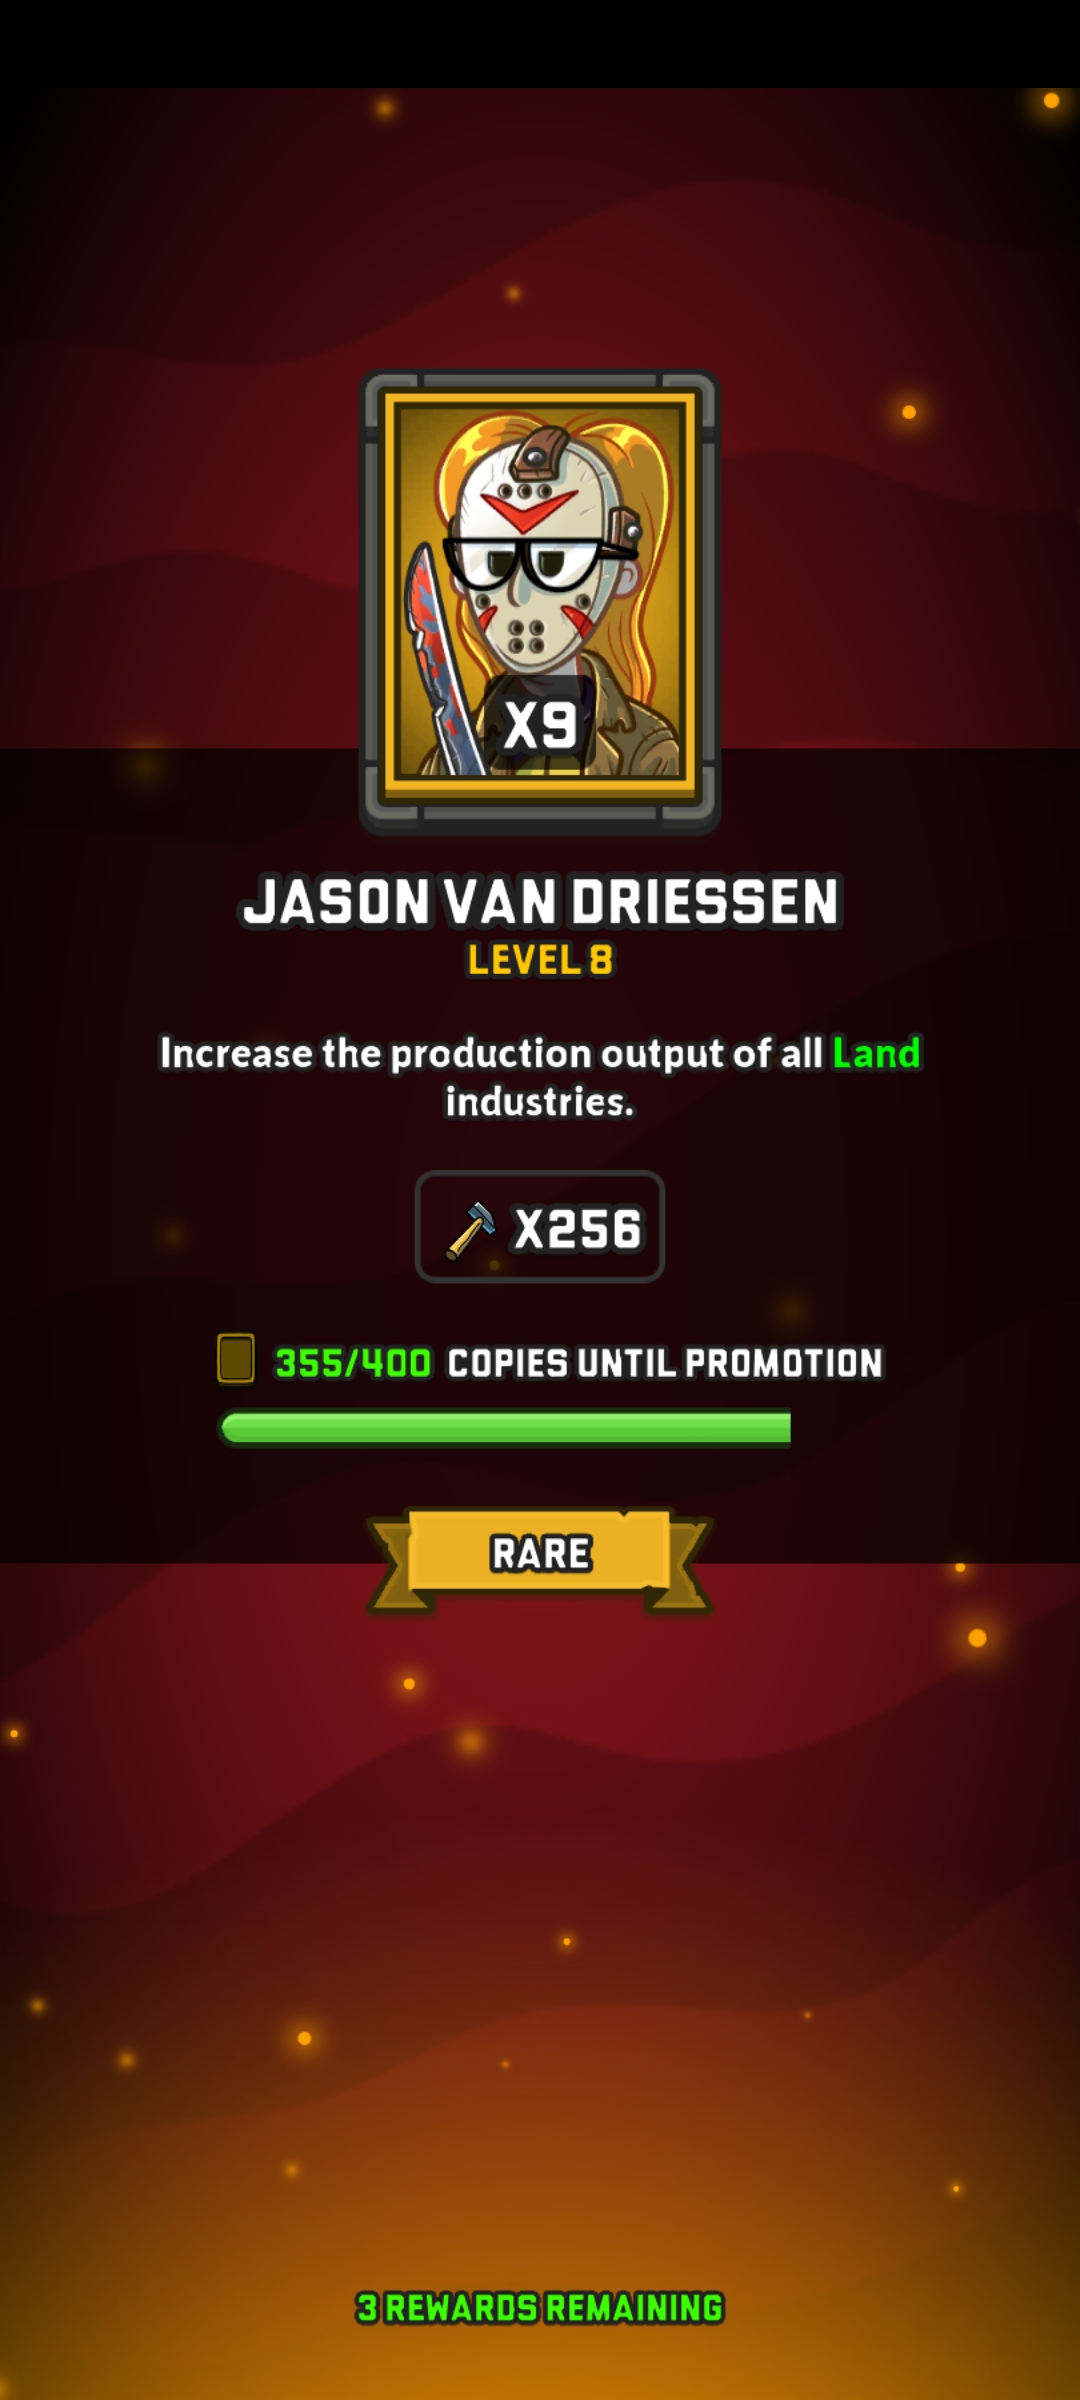 X9
JASON VAN DRIESSEN
LEVEL 8
Increase the production output of all Land
industries.
X256
355/400 COPIES UNTIL PROMOTION
RARE
3 REWARDS REMAINING